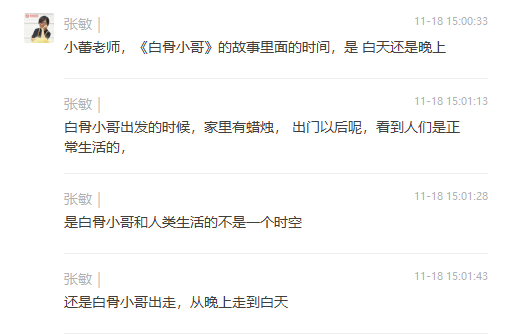 张敏 |
11-18 15:00:33
小蕾老师，《白骨小哥》的故事里面的时间，是 白天还是晚上
张敏 |
11-18 15:01:13
白骨小哥出发的时候，家里有蜡烛， 出门以后呢，看到人们是正
常生活的，
张敏 |
11-18 15:01:28
是白骨小哥和人类生活的不是一个时空
张敏 |
11-18 15:01:43
还是白骨小哥出走，从晚上走到白天